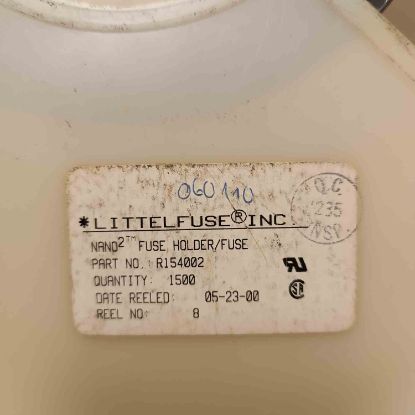 060110
Q.C
235
*LITTELFUSE®INC
NANO²™ FUSE HOLDER/FUSE
PART NO.: R154002
QUANTITY: 1500
DATE REELED: 05-23-00
REEL NO: 8